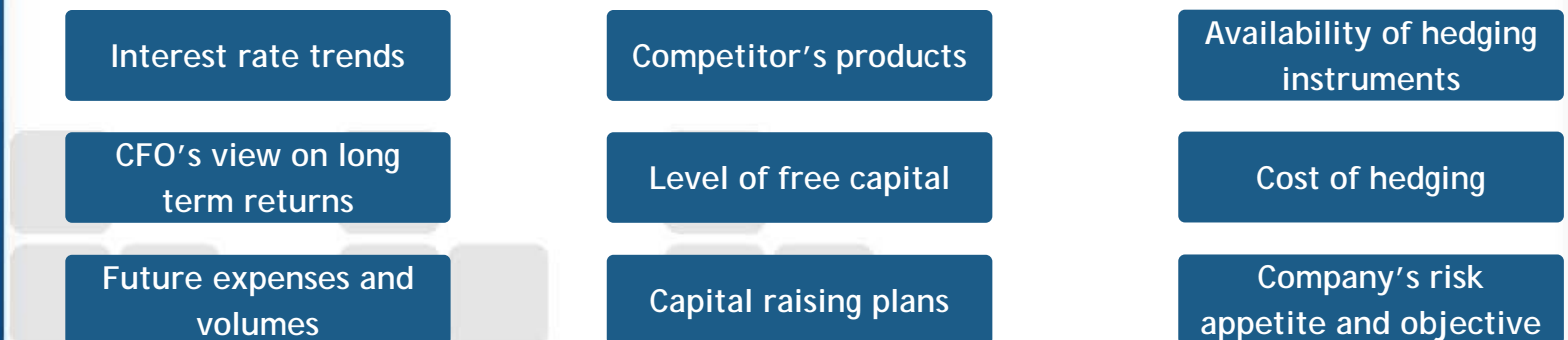 Interest rate trends
Competitor’s products
Availability of hedging
instruments
CFO’s view on long
term returns
Level of free capital
Cost of hedging
Future expenses and
volumes
Capital raising plans
Company’s risk
appetite and objective